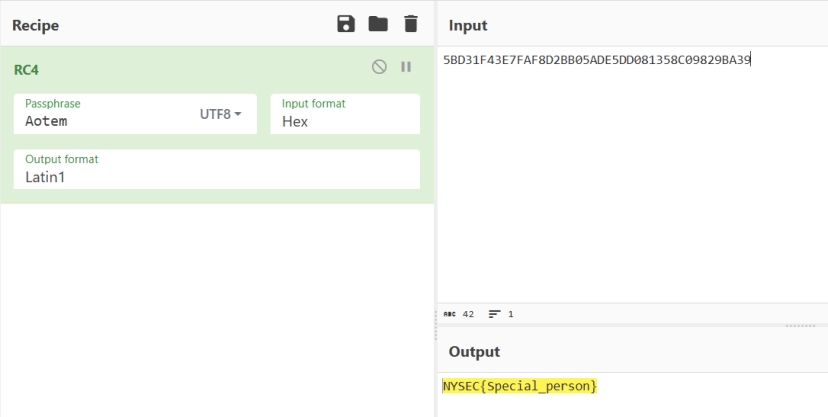 Recipe
RC4
Passphrase
Aotem
UTF8
Input format
Hex
Output format
Latin1
Input
5BD31F43E7FAF8D2BB05ADE5DD081358C09829BA39
ABC 42 1
Output
NYSEC{Special_person}